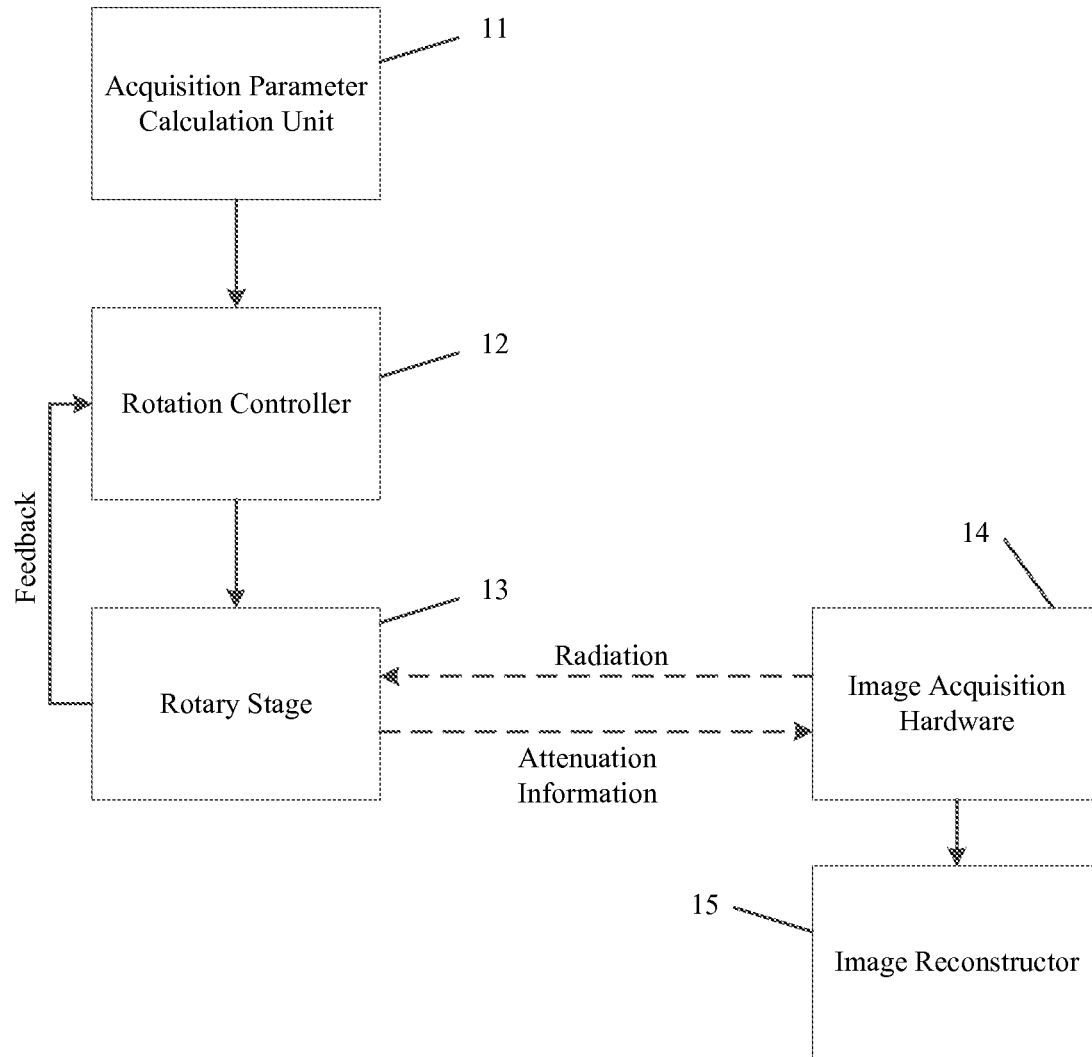 11
Acquisition Parameter
Calculation Unit
12
Rotation Controller
Feedback
13
Rotary Stage
Radiation
Attenuation
Information
14
Image Acquisition
Hardware
15
Image Reconstructor